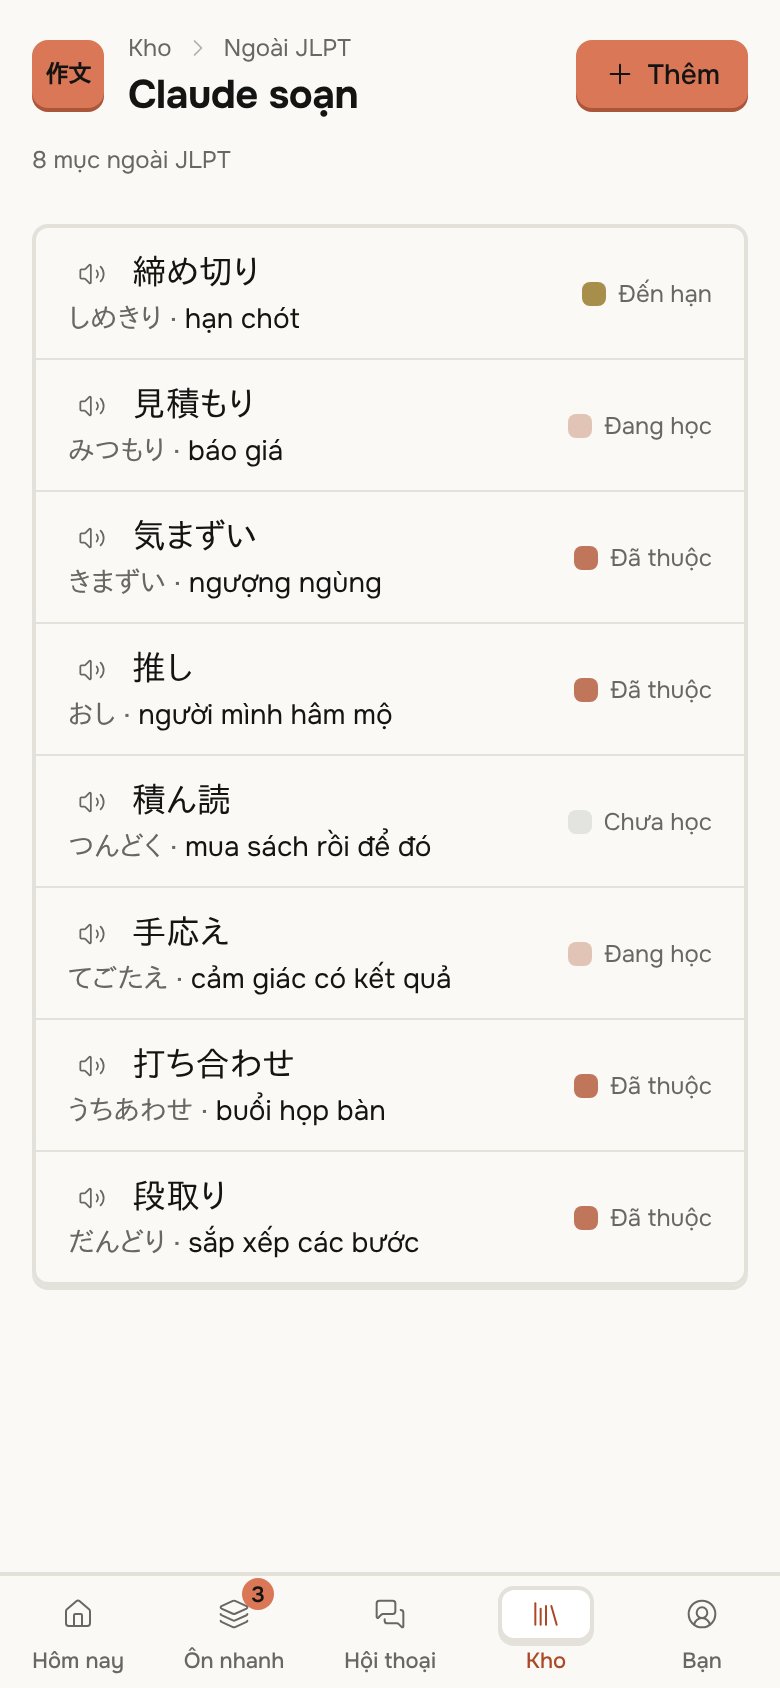 作文
Kho > Ngoài JLPT
Claude soạn
+ Thêm
8 mục ngoài JLPT
締め切り
しめきり · hạn chót
Đến hạn
見積もり
みつもり · báo giá
Đang học
気まずい
きまずい · ngượng ngùng
Đã thuộc
推し
おし · người mình hâm mộ
Đã thuộc
積ん読
つんどく · mua sách rồi để đó
Chưa học
手応え
てごたえ · cảm giác có kết quả
Đang học
打ち合わせ
うちあわせ · buổi họp bàn
Đã thuộc
段取り
だんどり · sắp xếp các bước
Đã thuộc
3
Hôm nay
Ôn nhanh
Hội thoại
Kho
Bạn